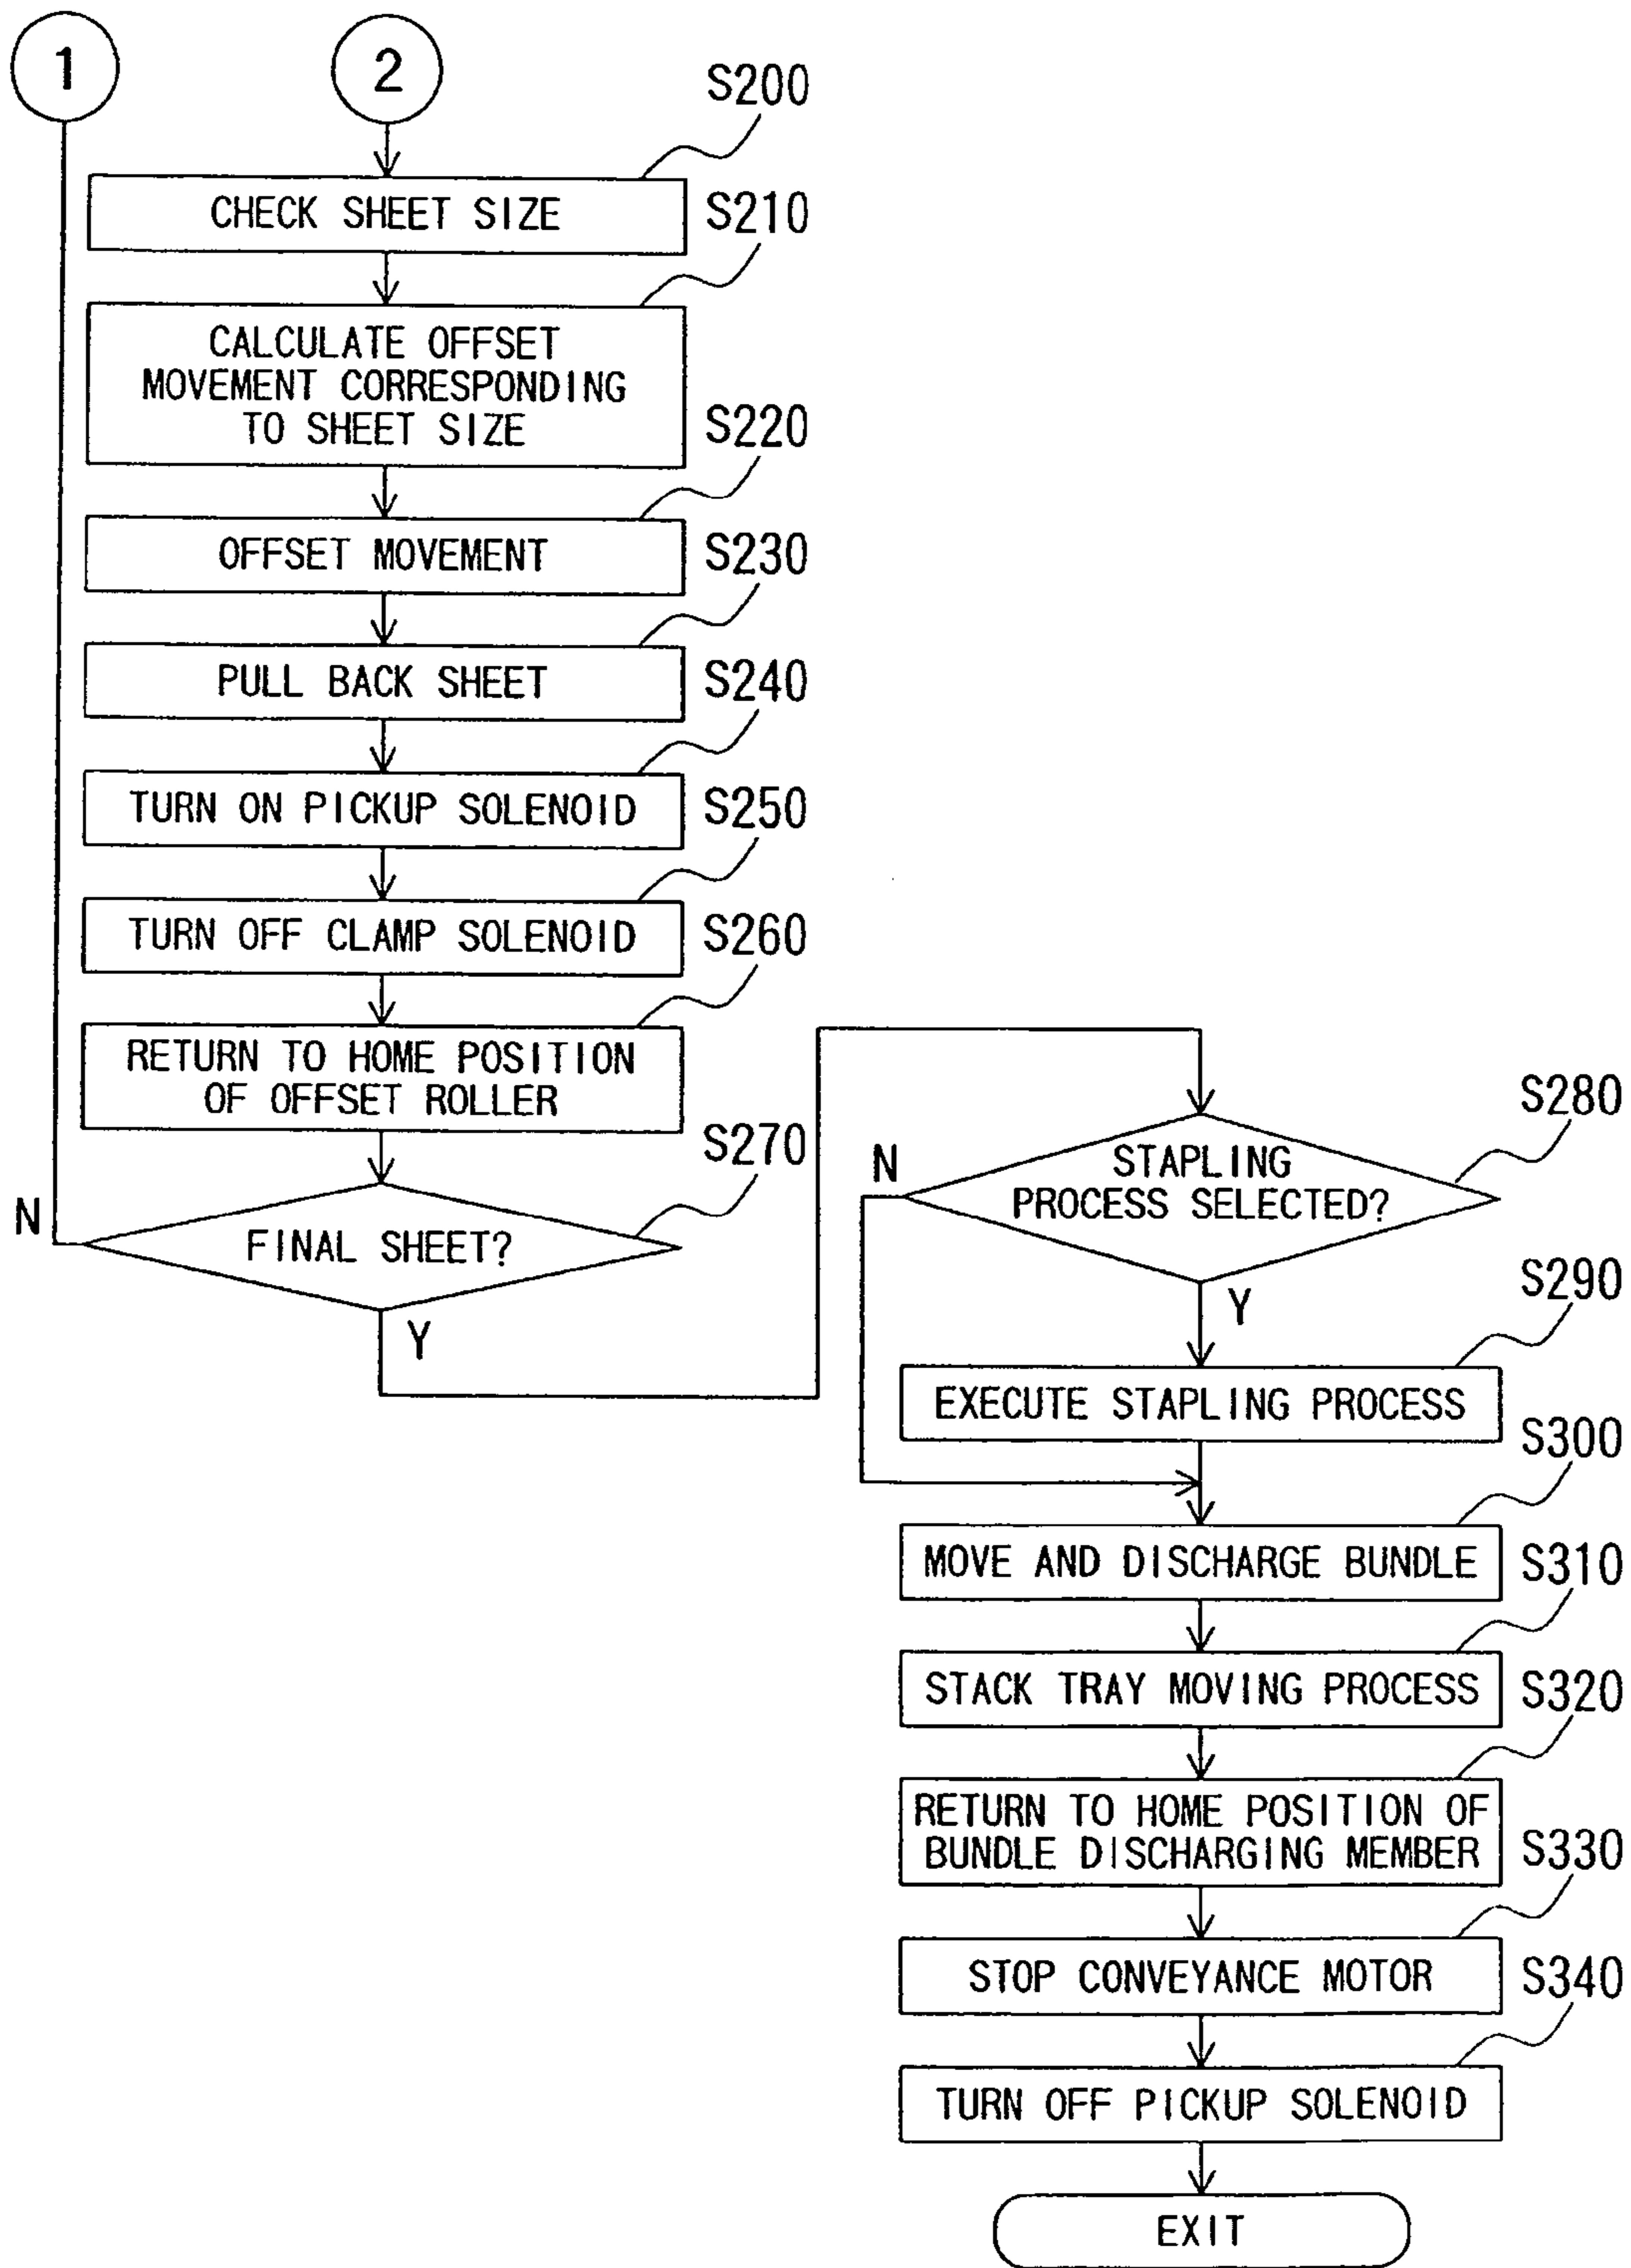 1
2
S200
CHECK SHEET SIZE
S210
CALCULATE OFFSET
MOVEMENT CORRESPONDING
TO SHEET SIZE
S220
OFFSET MOVEMENT
S230
PULL BACK SHEET
S240
TURN ON PICKUP SOLENOID
S250
TURN OFF CLAMP SOLENOID
S260
RETURN TO HOME POSITION
OF OFFSET ROLLER
S270
FINAL SHEET?
N
Y
S280
STAPLING
PROCESS SELECTED?
N
Y
S290
EXECUTE STAPLING PROCESS
S300
MOVE AND DISCHARGE BUNDLE
S310
STACK TRAY MOVING PROCESS
S320
RETURN TO HOME POSITION OF
BUNDLE DISCHARGING MEMBER
S330
STOP CONVEYANCE MOTOR
S340
TURN OFF PICKUP SOLENOID
EXIT